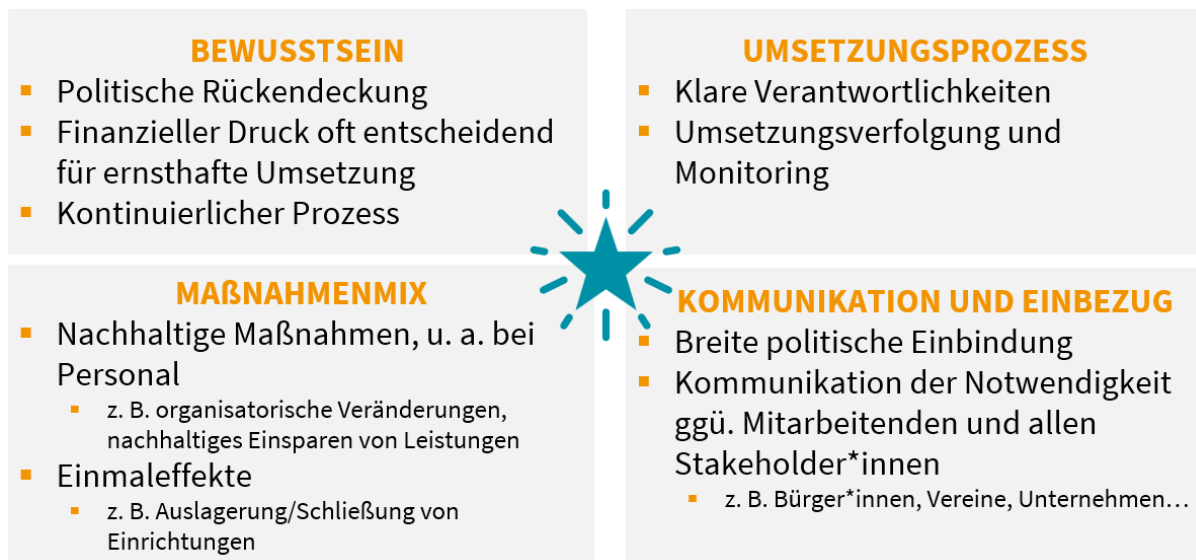 BEWUSSTSEIN
▪ Politische Rückendeckung
▪ Finanzieller Druck oft entscheidend
für ernsthafte Umsetzung
▪ Kontinuierlicher Prozess
UMSETZUNGSPROZESS
▪ Klare Verantwortlichkeiten
▪ Umsetzungsverfolgung und
Monitoring
MAßNAHMENMIX
▪ Nachhaltige Maßnahmen, u. a. bei
Personal
▪ z. B. organisatorische Veränderungen,
nachhaltiges Einsparen von Leistungen
▪ Einmaleffekte
▪ z. B. Auslagerung/Schließung von
Einrichtungen
KOMMUNIKATION UND EINBEZUG
▪ Breite politische Einbindung
▪ Kommunikation der Notwendigkeit
ggü. Mitarbeitenden und allen
Stakeholder*innen
▪ z. B. Bürger*innen, Vereine, Unternehmen…